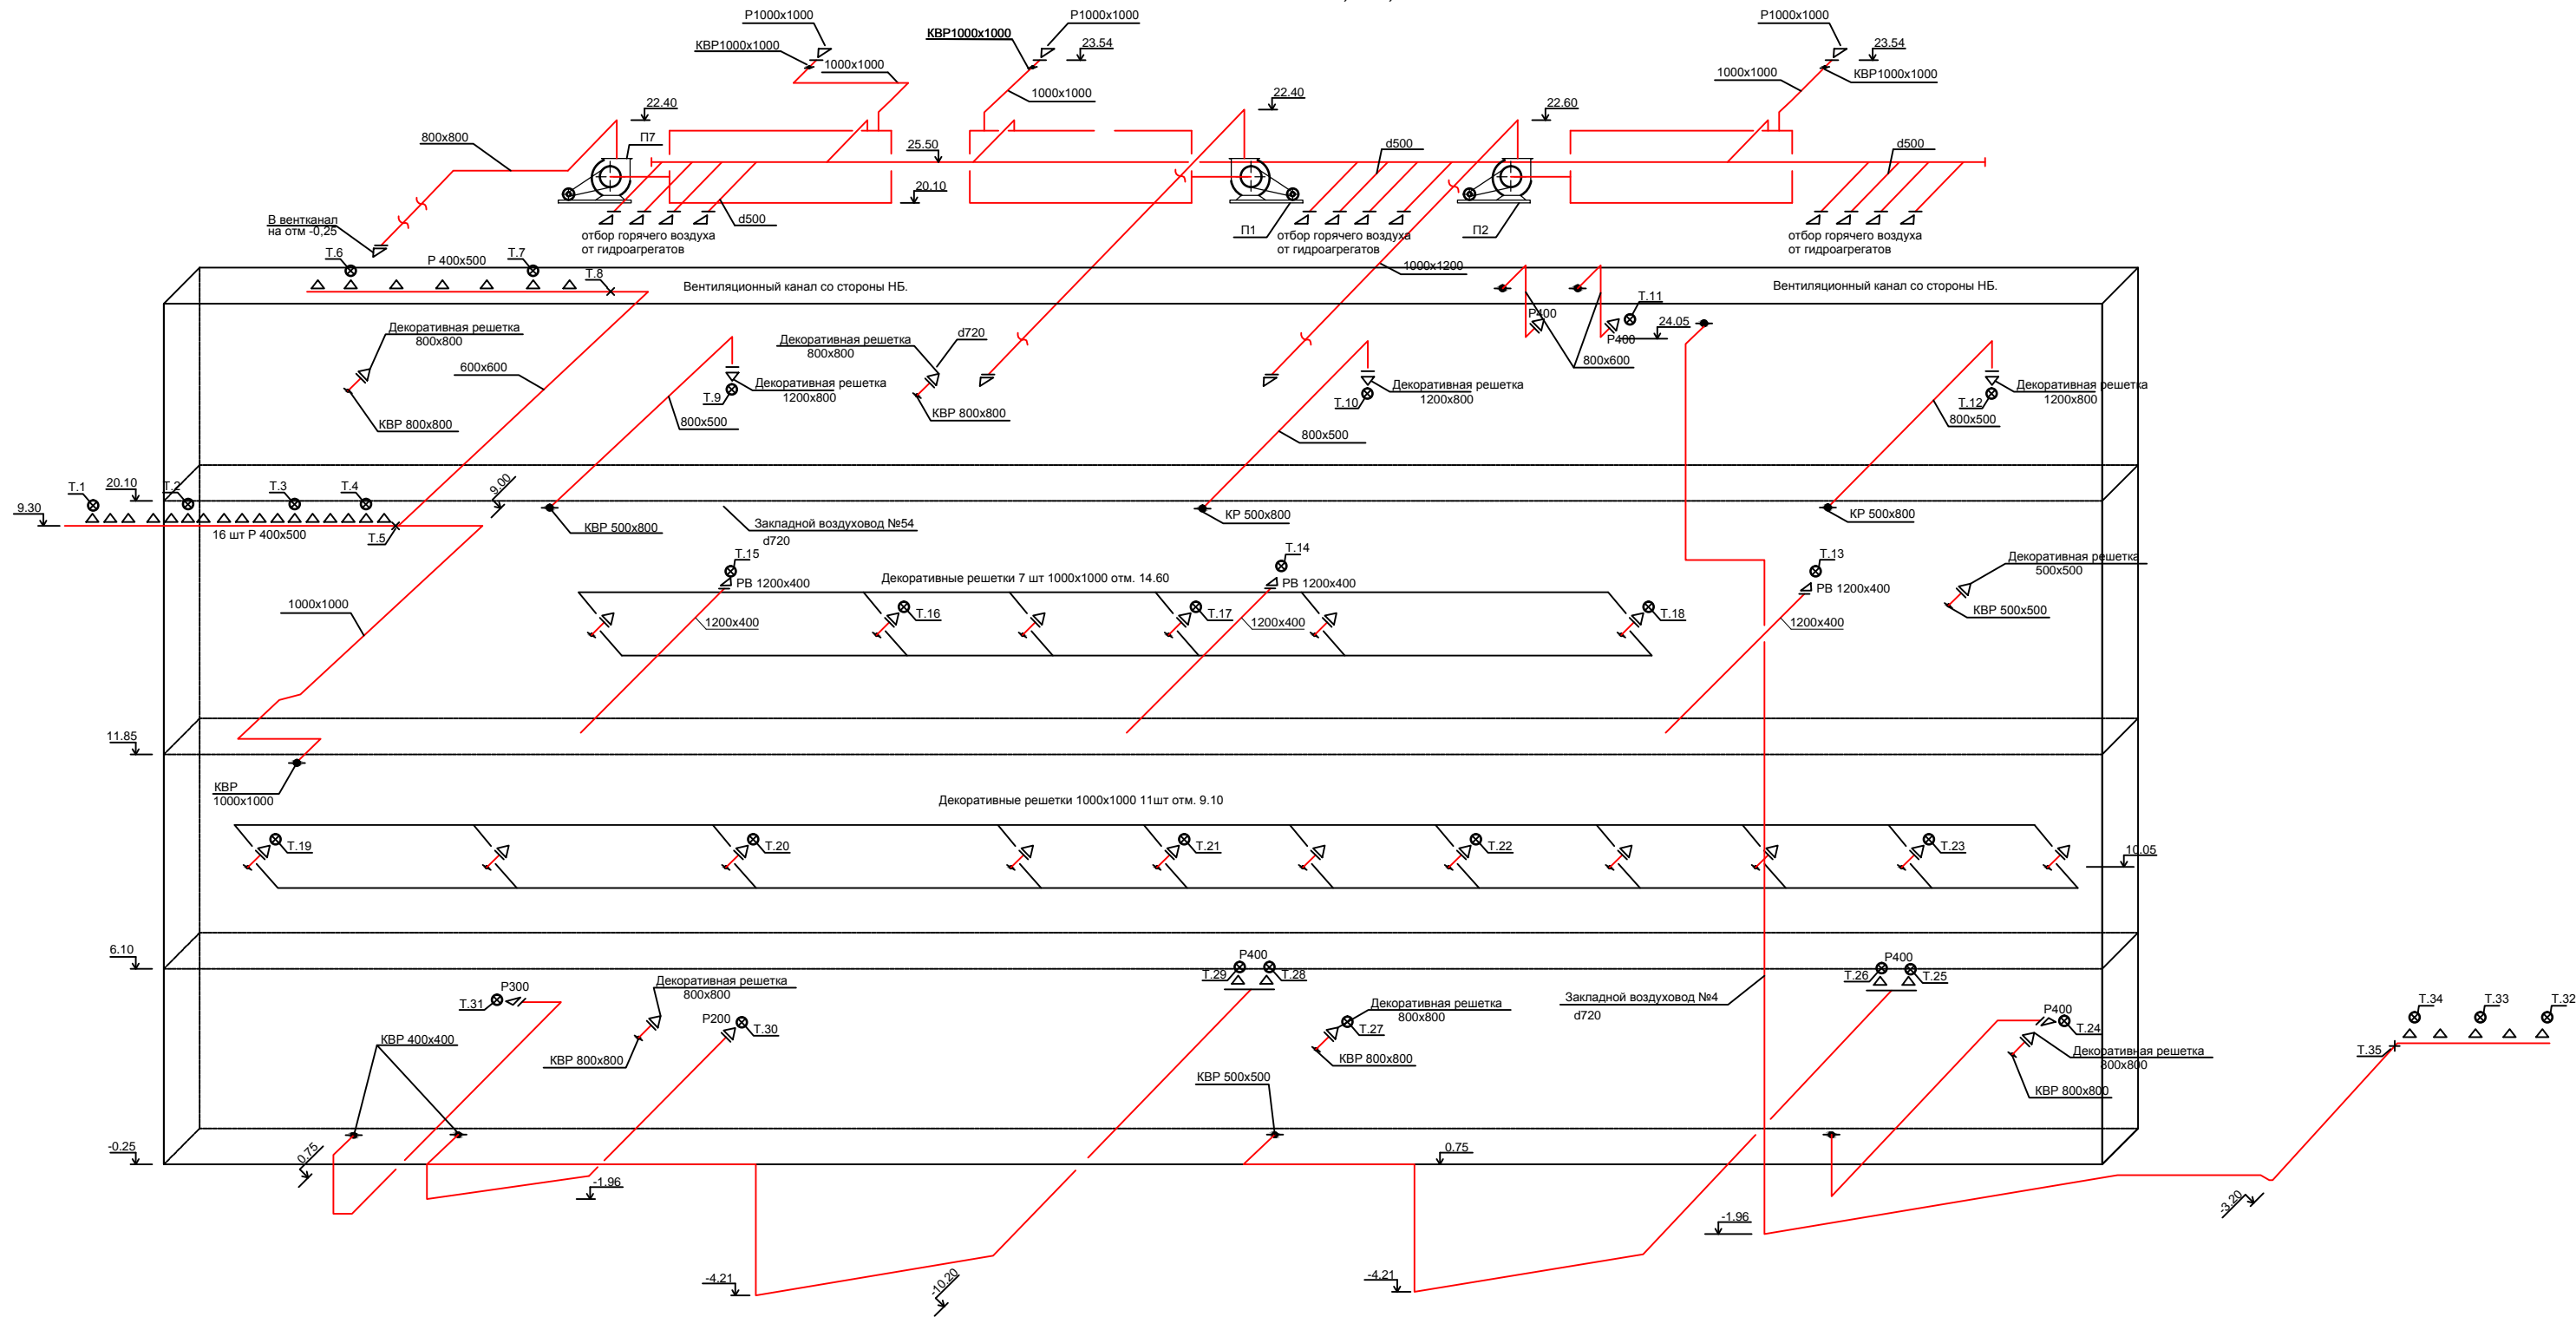 Р1000х1000
Р1000х1000
Р1000х1000
КВР1000х1000
КВР1000х1000
23.54
23.54
1000х1000
1000х1000
КВР1000х1000
1000х1000
22.40
22.40
22.60
800х800
П7
25.50
d500
d500
20.10
В вентканал
на отм -0,25
d500
отбор горячего воздуха
от гидроагрегатов
П1
отбор горячего воздуха
от гидроагрегатов
П2
отбор горячего воздуха
от гидроагрегатов
Т.6
Р 400х500
Т.7
Т.8
1000х1200
Вентиляционный канал со стороны НБ.
Вентиляционный канал со стороны НБ.
Т.11
Р400
24.05
Р400
Декоративная решетка
800х800
Декоративная решетка
800х800
d720
800х600
600х600
Декоративная решетка
1200х800
Т.9
Декоративная решетка
1200х800
Т.10
Декоративная решетка
1200х800
Т.12
КВР 800х800
800х500
КВР 800х800
800х500
800х500
Т.1
20.10
Т.2
Т.3
Т.4
9.00
9.30
16 шт Р 400х500
Т.5
КВР 500х800
Закладной воздуховод №54
d720
КР 500х800
КР 500х800
Т.15
Т.14
Т.13
Декоративная решетка
500х500
РВ 1200х400
Декоративные решетки 7 шт 1000х1000 отм. 14.60
РВ 1200х400
РВ 1200х400
1000х1000
Т.16
Т.17
Т.18
КВР 500х500
1200х400
1200х400
1200х400
11.85
КВР
1000х1000
Декоративные решетки 1000х1000 11шт отм. 9.10
Т.19
Т.20
Т.21
Т.22
Т.23
10.05
6.10
Р400
Р400
Т.29
Т.28
Т.26
Т.25
Р300
Т.31
Декоративная решетка
800х800
Закладной воздуховод №4
d720
Декоративная решетка
800х800
Р200
Т.30
Т.27
Р400
Т.24
Т.34
Т.33
Т.32
КВР 400х400
КВР 800х800
КВР 800х800
Декоративная решетка
800х800
Т.35
КВР 500х500
КВР 800х800
-0.25
0.75
0.75
-1.96
-1.96
-3.20
-4.21
-10.20
-4.21